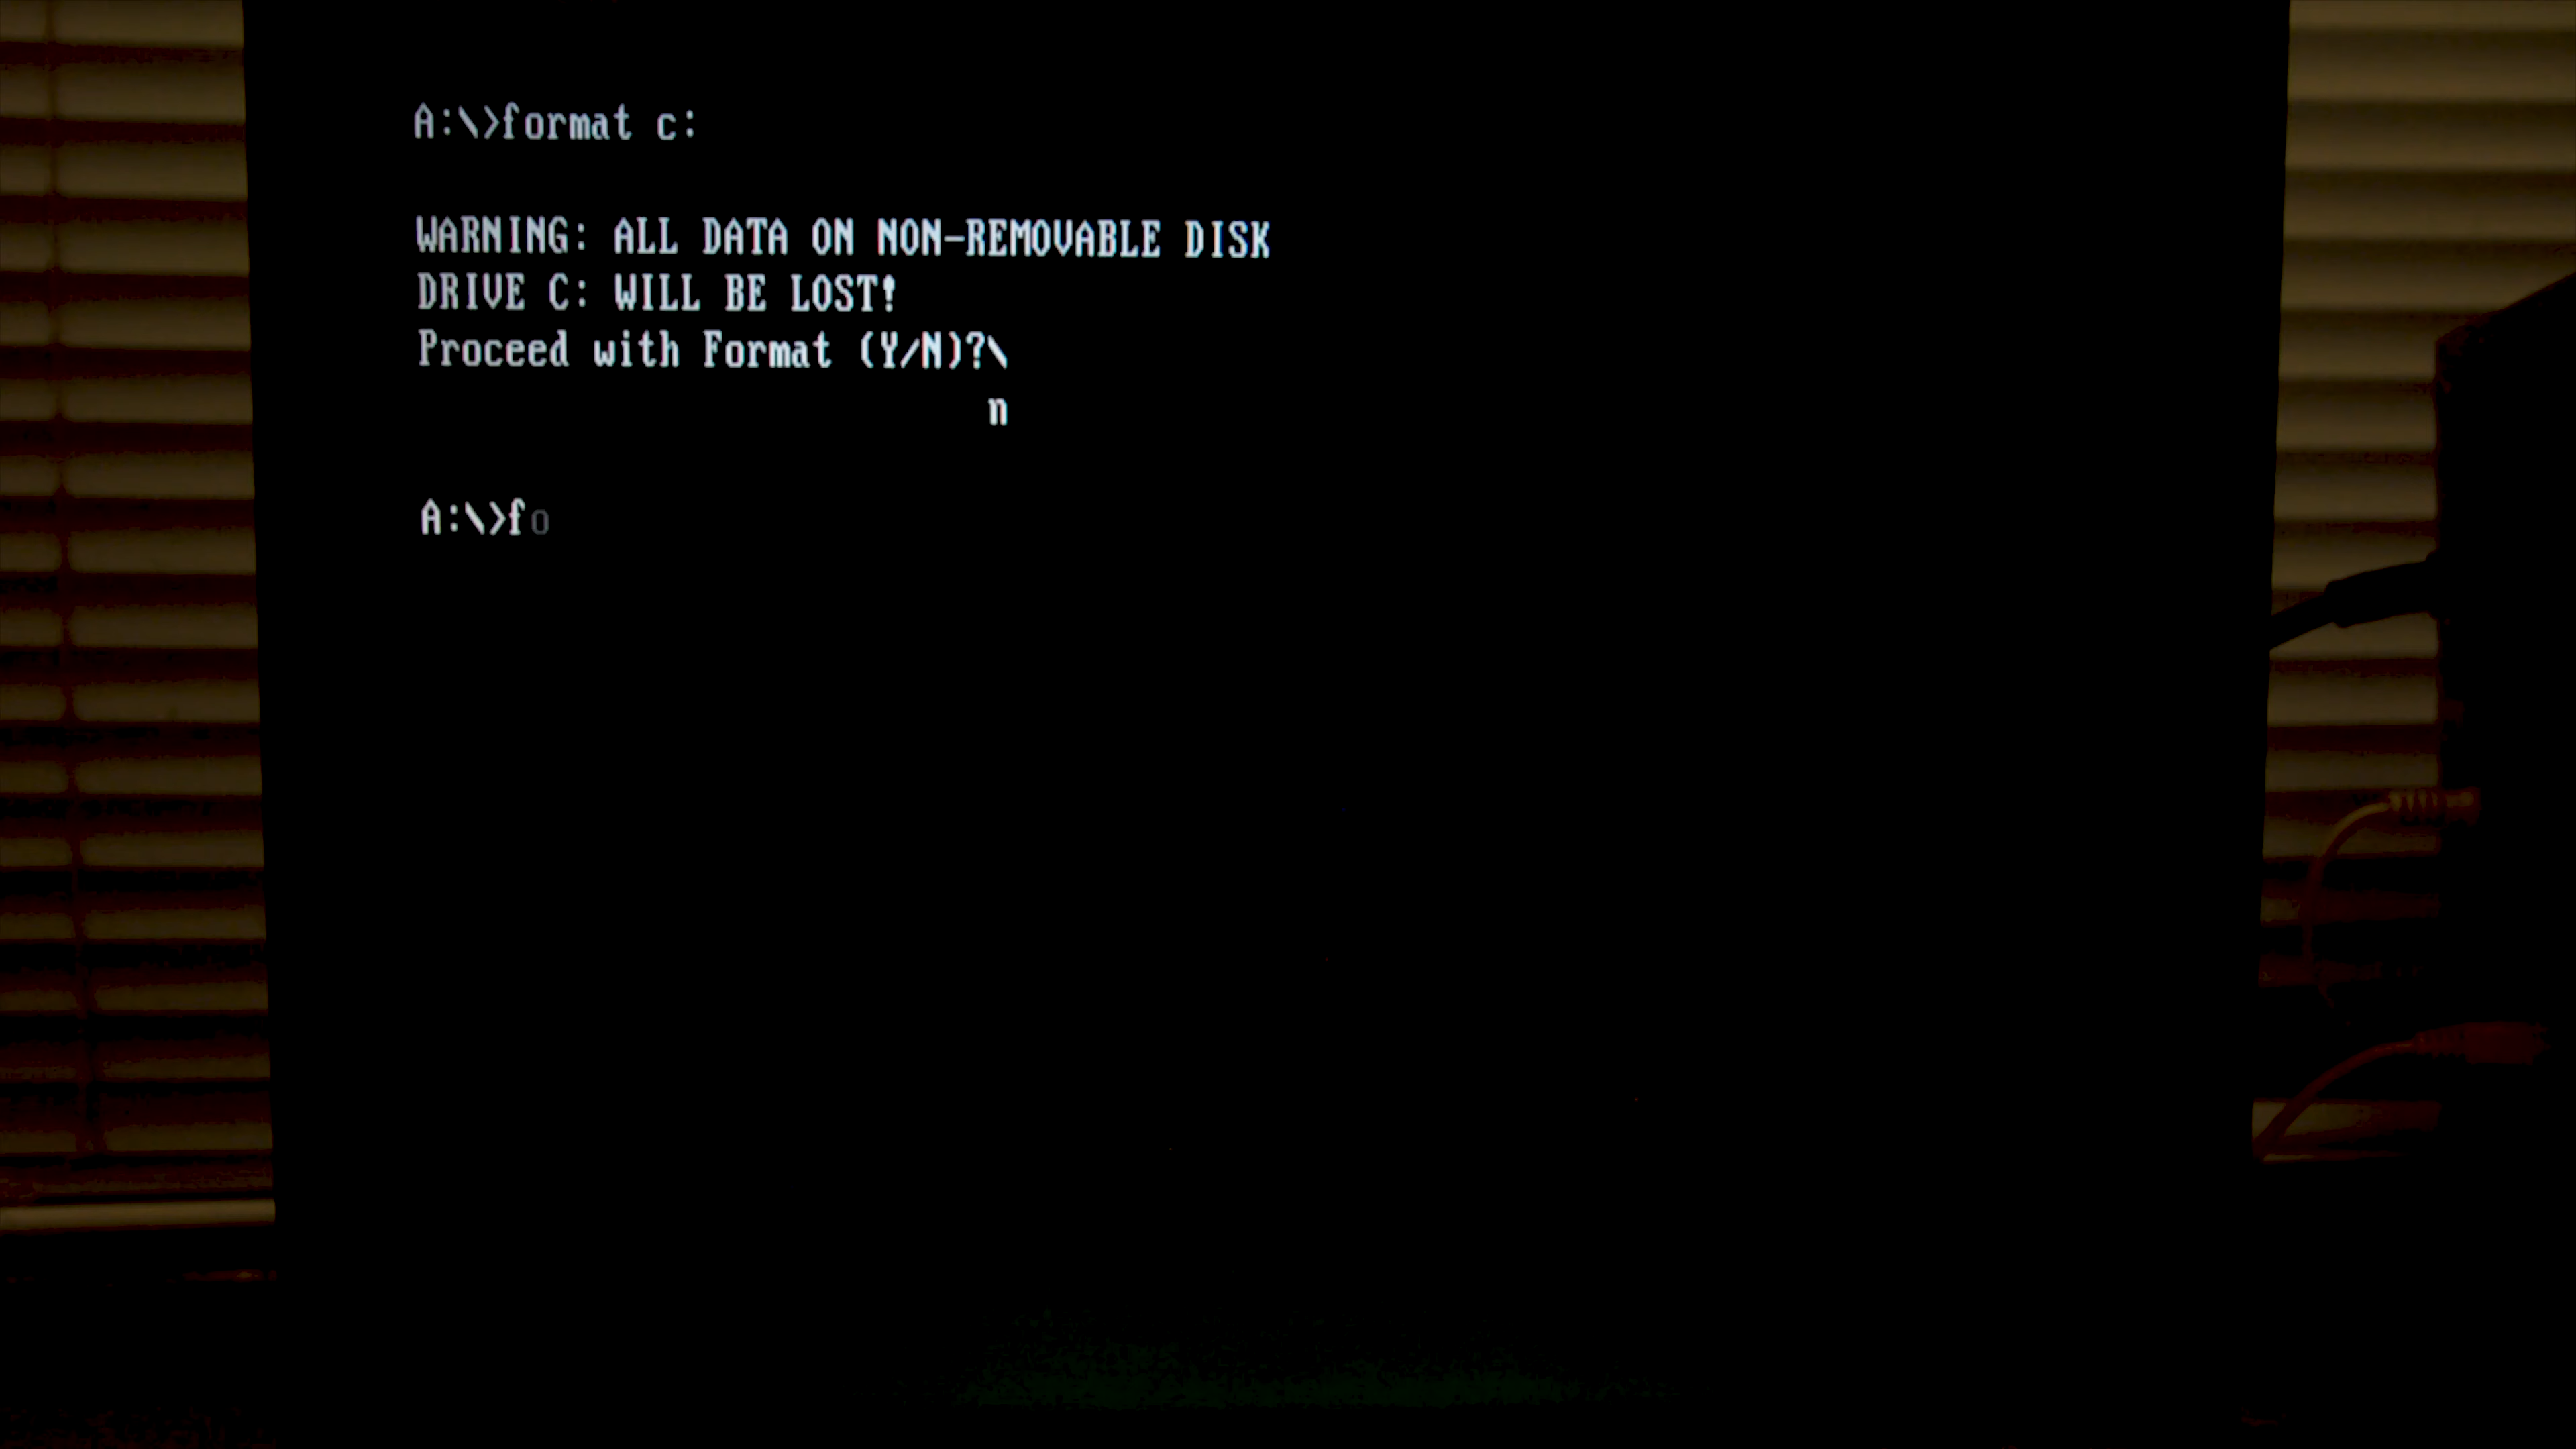 A:\>format c:
WARNING: ALL DATA ON NON-REMOVABLE DISK
DRIVE C: WILL BE LOST!
Proceed with Format (Y/N)?\
n
A:\>fo